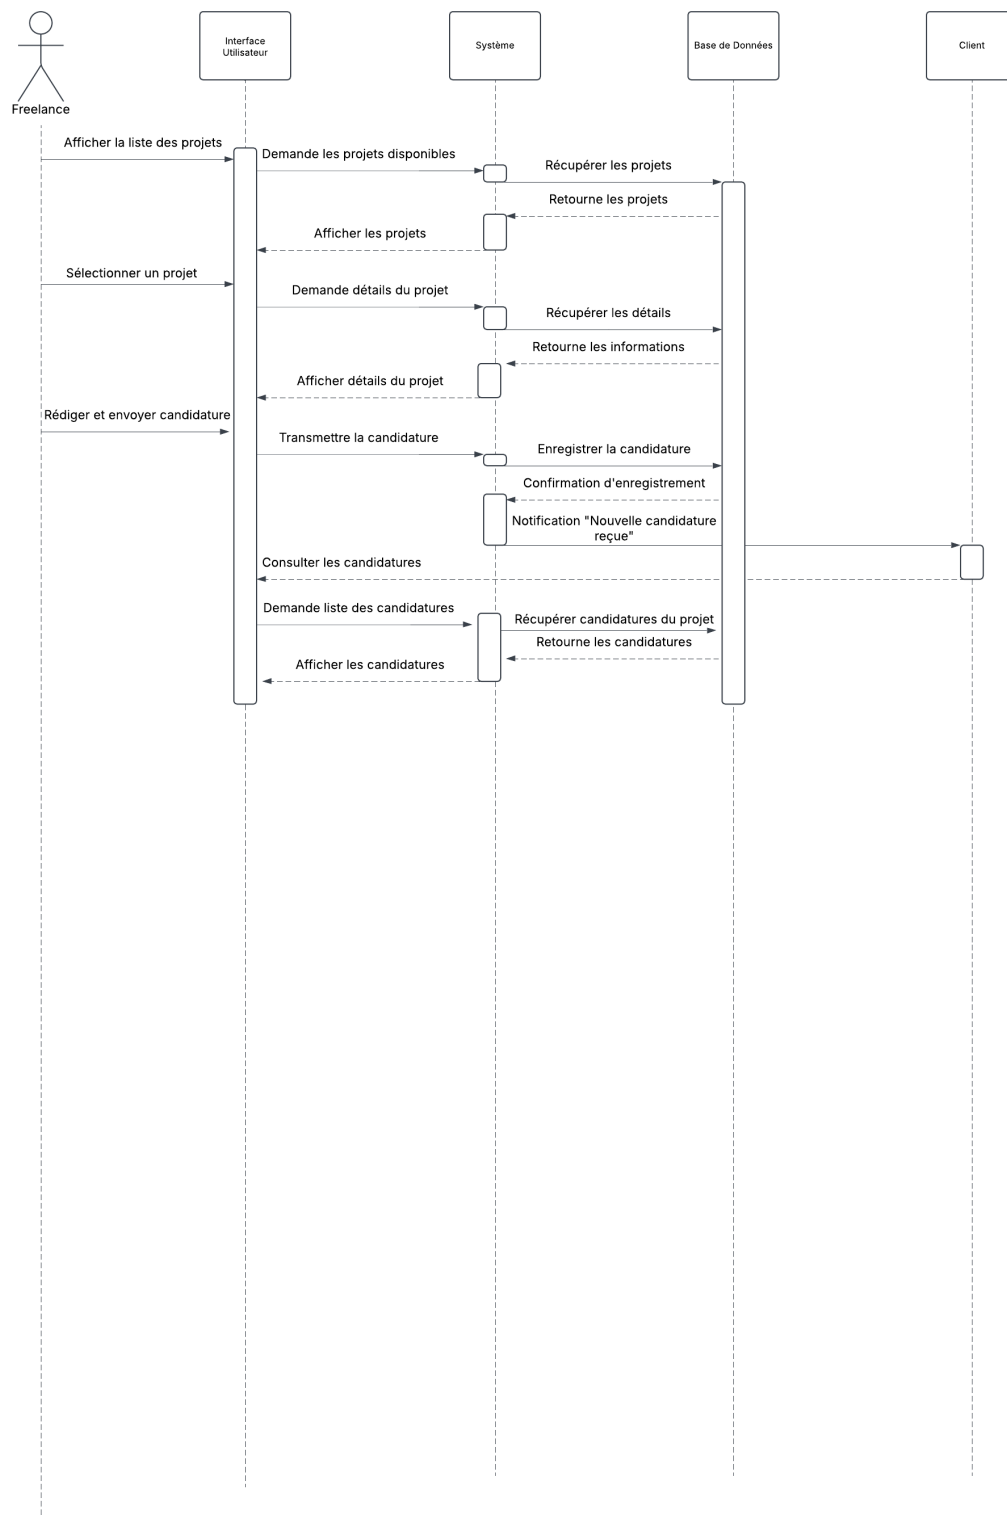 Interface
Utilisateur
Système
Base de Données
Client
Freelance
Afficher la liste des projets
Demande les projets disponibles
Récupérer les projets
Retourne les projets
Afficher les projets
Sélectionner un projet
Demande détails du projet
Récupérer les détails
Retourne les informations
Afficher détails du projet
Rédiger et envoyer candidature
Transmettre la candidature
Enregistrer la candidature
Confirmation d'enregistrement
Notification "Nouvelle candidature
reçue"
Consulter les candidatures
Demande liste des candidatures
Récupérer candidatures du projet
Retourne les candidatures
Afficher les candidatures